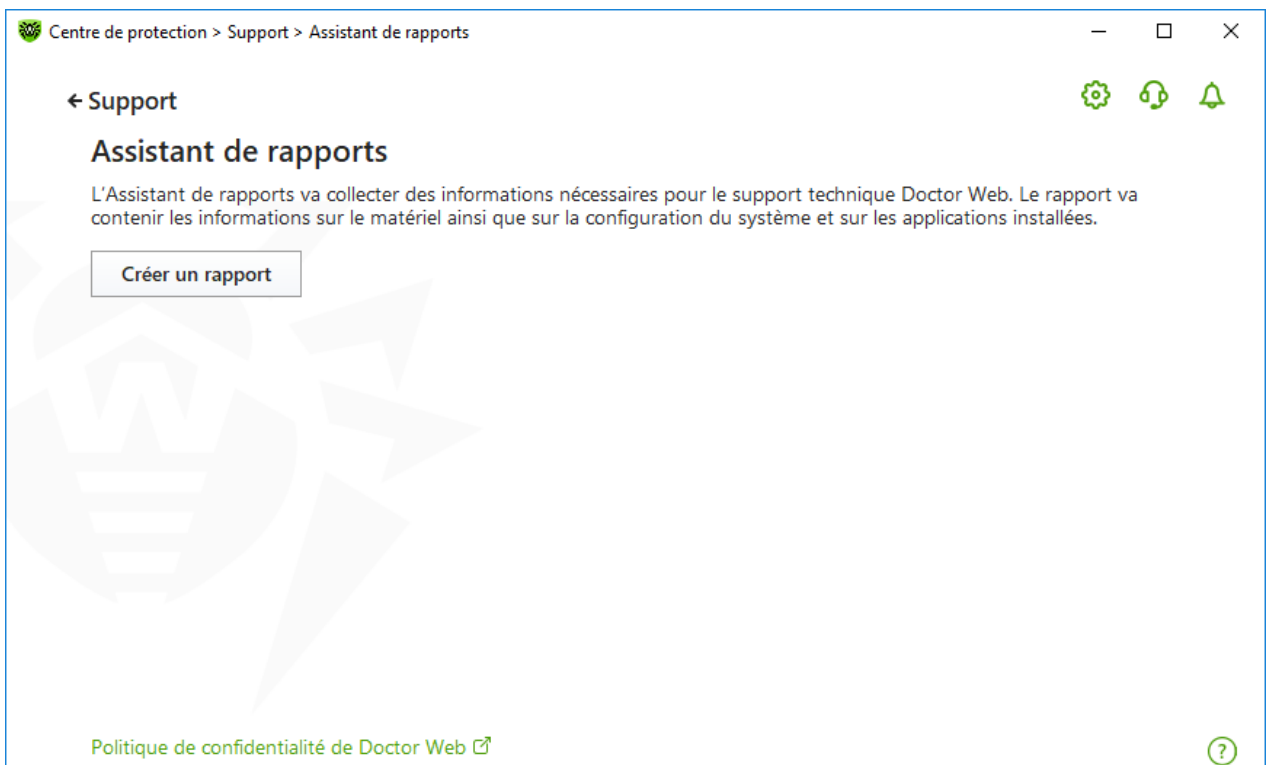 Centre de protection > Support > Assistant de rapports
Support
Assistant de rapports
L'Assistant de rapports va collecter des informations nécessaires pour le support technique Doctor Web. Le rapport va
contenir les informations sur le matériel ainsi que sur la configuration du système et sur les applications installées.
Créer un rapport
Politique de confidentialité de Doctor Web
?